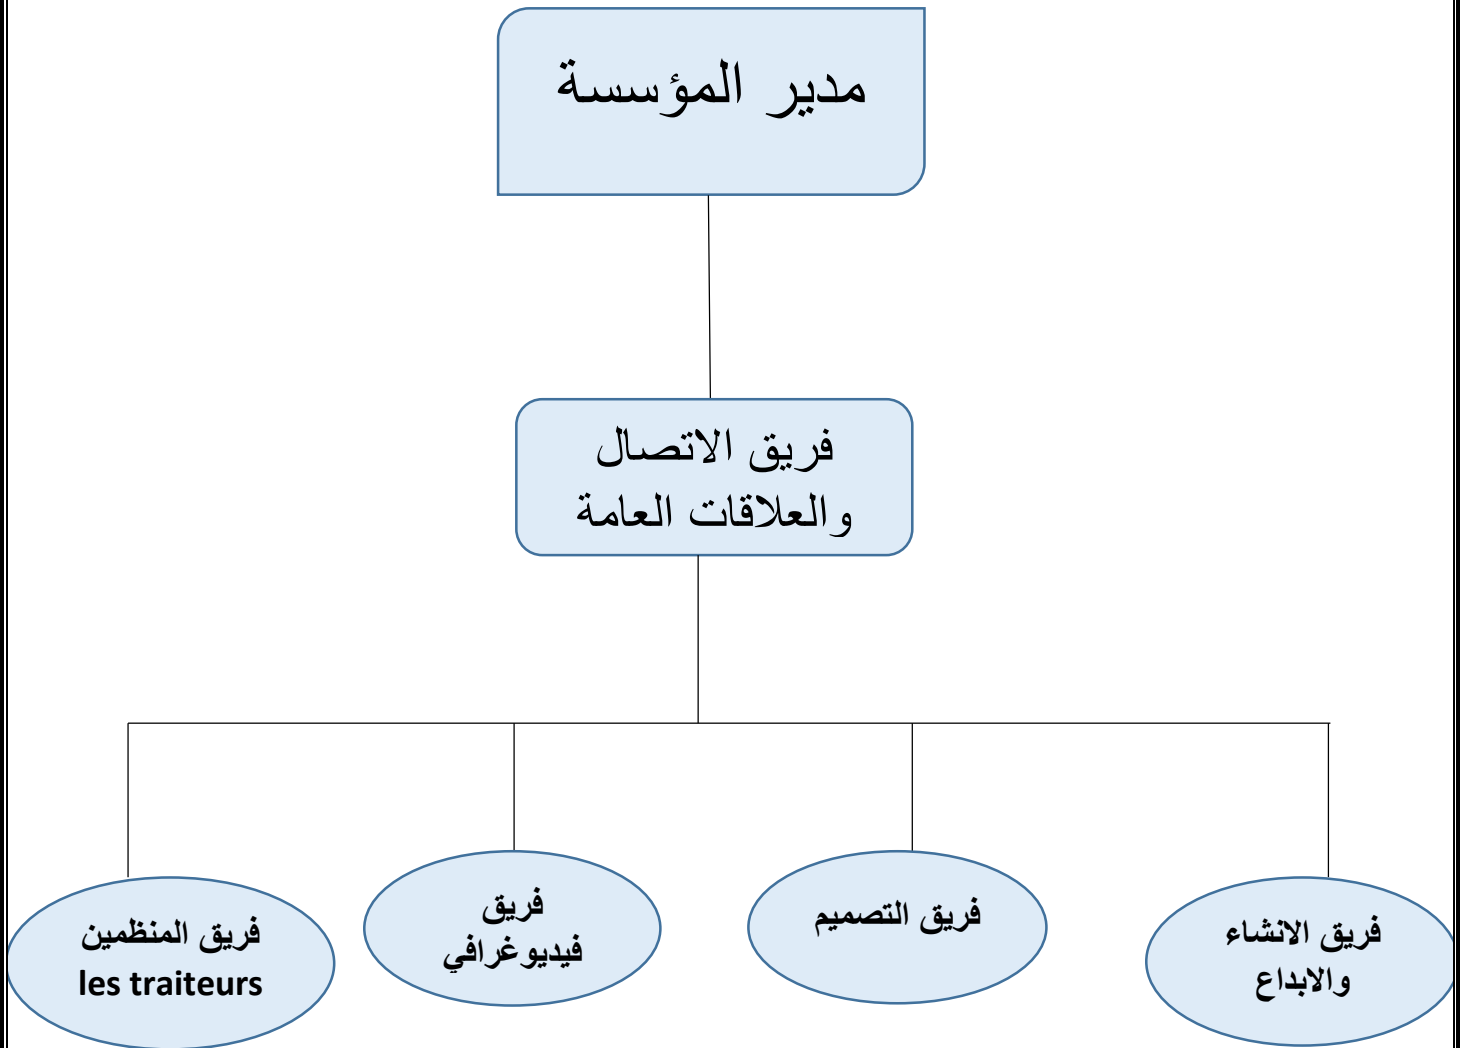 مدير المؤسسة
فريق الاتصال
والعلاقات العامة
فريق الانشاء
والابداع
فريق التصميم
فريق
فيديوغرافي
فريق المنظمين
les traiteurs